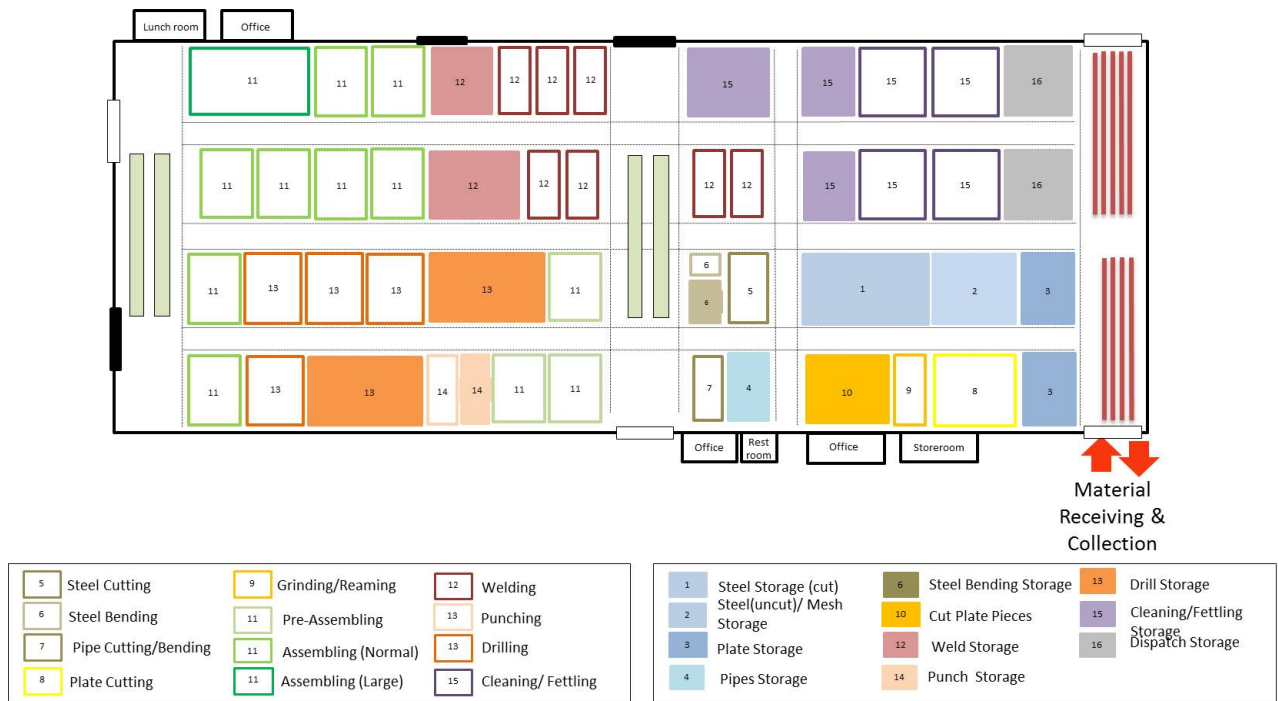 Lunch room
Office
11 11 11 12 12 12 12 15 15 15 15 16
11 11 11 11 12 12 12 12 12 15 15 15 16
11 13 13 13 13 11 6 5 1 2 3
6
11 13 13 14 14 11 11 7 4 10 9 8 3
Office
Rest
room
Office
Storeroom
Material
Receiving &
Collection
5 Steel Cutting
6 Steel Bending
7 Pipe Cutting/Bending
8 Plate Cutting
9 Grinding/Reaming
11 Pre-Assembling
11 Assembling (Normal)
11 Assembling (Large)
12 Welding
13 Punching
13 Drilling
15 Cleaning/ Fettling
1 Steel Storage (cut)
2 Steel(uncut)/ Mesh
Storage
3 Plate Storage
4 Pipes Storage
6 Steel Bending Storage
10 Cut Plate Pieces
12 Weld Storage
14 Punch Storage
13 Drill Storage
15 Cleaning/Fettling
Storage
16 Dispatch Storage